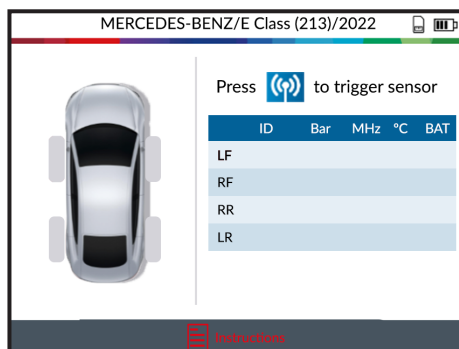 MERCEDES-BENZ/E Class (213)/2022
Press to trigger sensor
ID Bar MHz °C BAT
LF
RF
RR
LR
Instructions